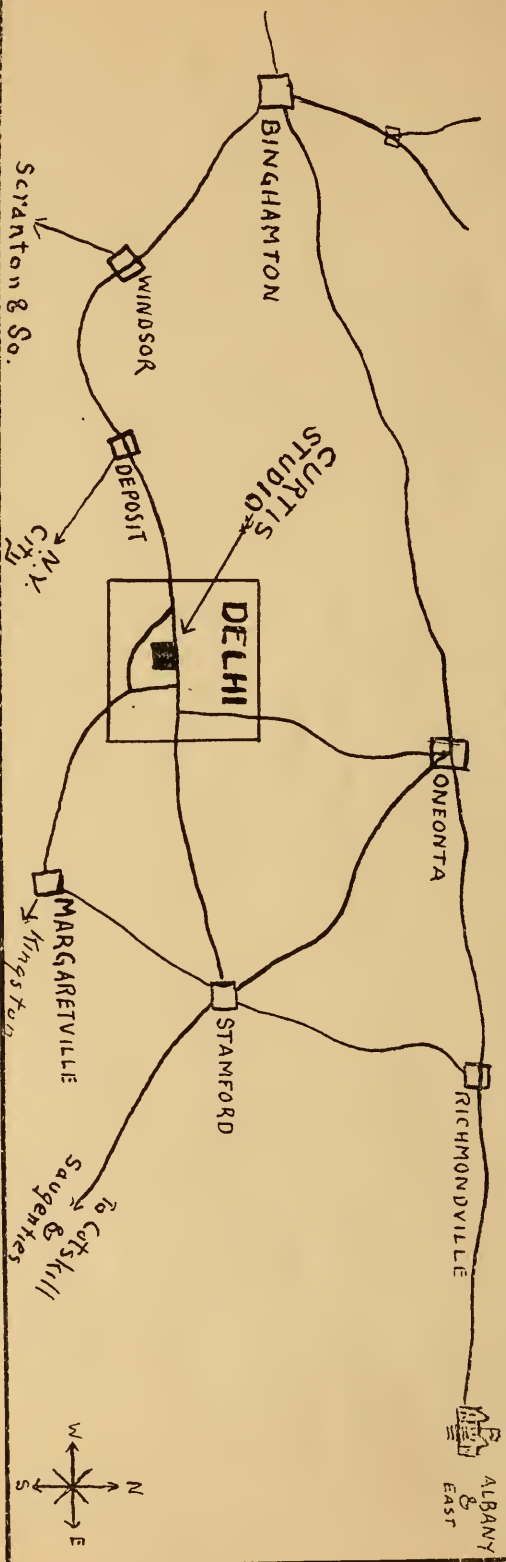 BINGHAMTON
WINDSOR
Scranton & So.
DEPOSIT
N.Y.
City
CURTIS
STUDIO
DELHI
ONEONTA
MARGARETVILLE
Kingston
STAMFORD
To Catskill
&
Saugerties
RICHMONDVILLE
ALBANY
&
EAST
N
W
E
S